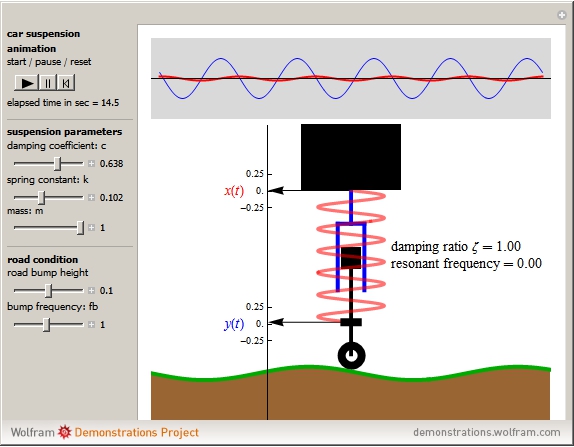 car suspension
animation
start / pause / reset
elapsed time in sec = 14.5
suspension parameters
damping coefficient: c
0.638
spring constant: k
0.102
mass: m
1
road condition
road bump height
0.1
bump frequency: fb
1
0.25
x(t) 0.
−0.25
damping ratio ζ = 1.00
resonant frequency = 0.00
0.25
y(t) 0.
−0.25
Wolfram Demonstrations Project
demonstrations.wolfram.com